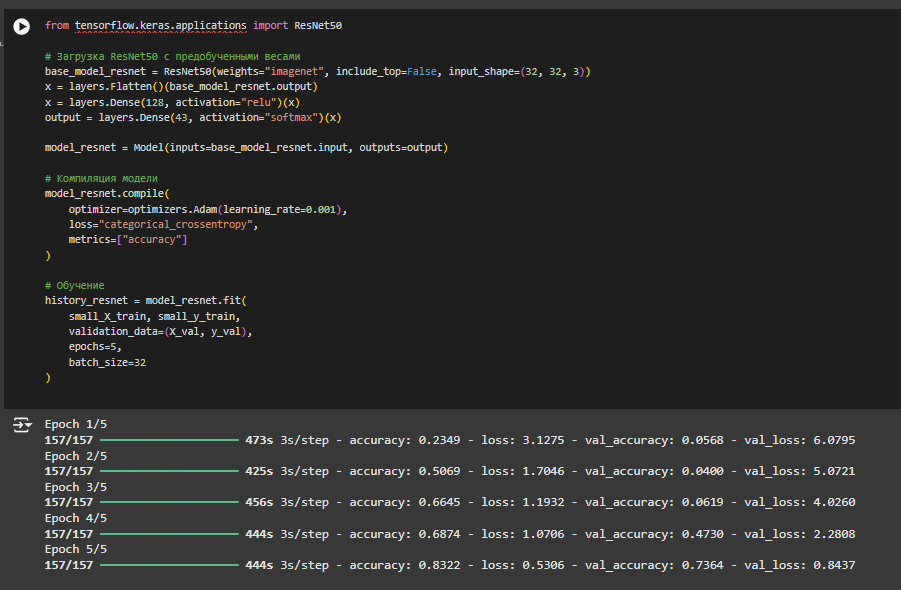 from tensorflow.keras.applications import ResNet50
# Загрузка ResNet50 с предобученными весами
base_model_resnet = ResNet50(weights="imagenet", include_top=False, input_shape=(32, 32, 3))
x = layers.Flatten()(base_model_resnet.output)
x = layers.Dense(128, activation="relu")(x)
output = layers.Dense(43, activation="softmax")(x)
model_resnet = Model(inputs=base_model_resnet.input, outputs=output)
# Компиляция модели
model_resnet.compile(
    optimizer=optimizers.Adam(learning_rate=0.001),
    loss="categorical_crossentropy",
    metrics=["accuracy"]
)
# Обучение
history_resnet = model_resnet.fit(
    small_X_train, small_y_train,
    validation_data=(X_val, y_val),
    epochs=5,
    batch_size=32
)
Epoch 1/5
157/157 473s 3s/step - accuracy: 0.2349 - loss: 3.1275 - val_accuracy: 0.0568 - val_loss: 6.0795
Epoch 2/5
157/157 425s 3s/step - accuracy: 0.5069 - loss: 1.7046 - val_accuracy: 0.0400 - val_loss: 5.0721
Epoch 3/5
157/157 456s 3s/step - accuracy: 0.6645 - loss: 1.1932 - val_accuracy: 0.0619 - val_loss: 4.0260
Epoch 4/5
157/157 444s 3s/step - accuracy: 0.6874 - loss: 1.0706 - val_accuracy: 0.4730 - val_loss: 2.2808
Epoch 5/5
157/157 444s 3s/step - accuracy: 0.8322 - loss: 0.5306 - val_accuracy: 0.7364 - val_loss: 0.8437